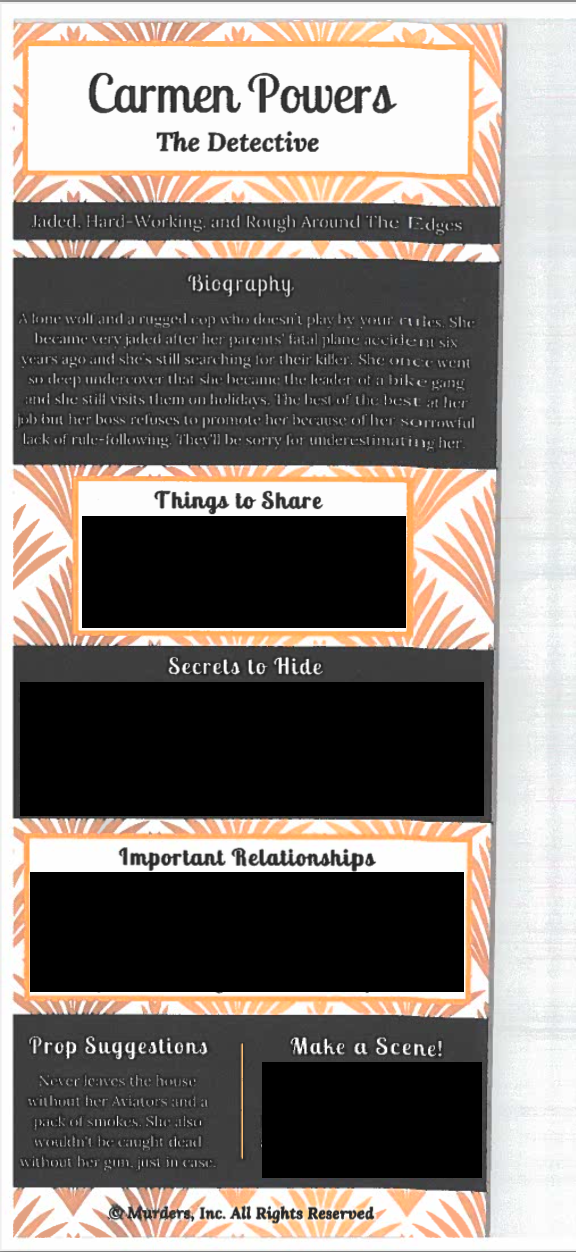 Carmen Powers
The Detective
Jaded, Hard-Working, and Rough Around The Edges
Biography
A lone wolf and a rugged cop who doesn't play by your rules. She
became very jaded after her parents' fatal plane accident six
years ago and she's still searching for their killer. She once went
so deep undercover that she became the leader of a bike gang
and she still visits them on holidays. The best of the best at her
job but her boss refuses to promote her because of her sorrowful
lack of rule-following. They'll be sorry for underestimating her.
Things to Share
Secrets to Hide
Important Relationships
Prop Suggestions
Never leaves the house
without her Aviators and a
pack of smokes. She also
wouldn't be caught dead
without her gun, just in case.
Make a Scene!
© Murders, Inc. All Rights Reserved